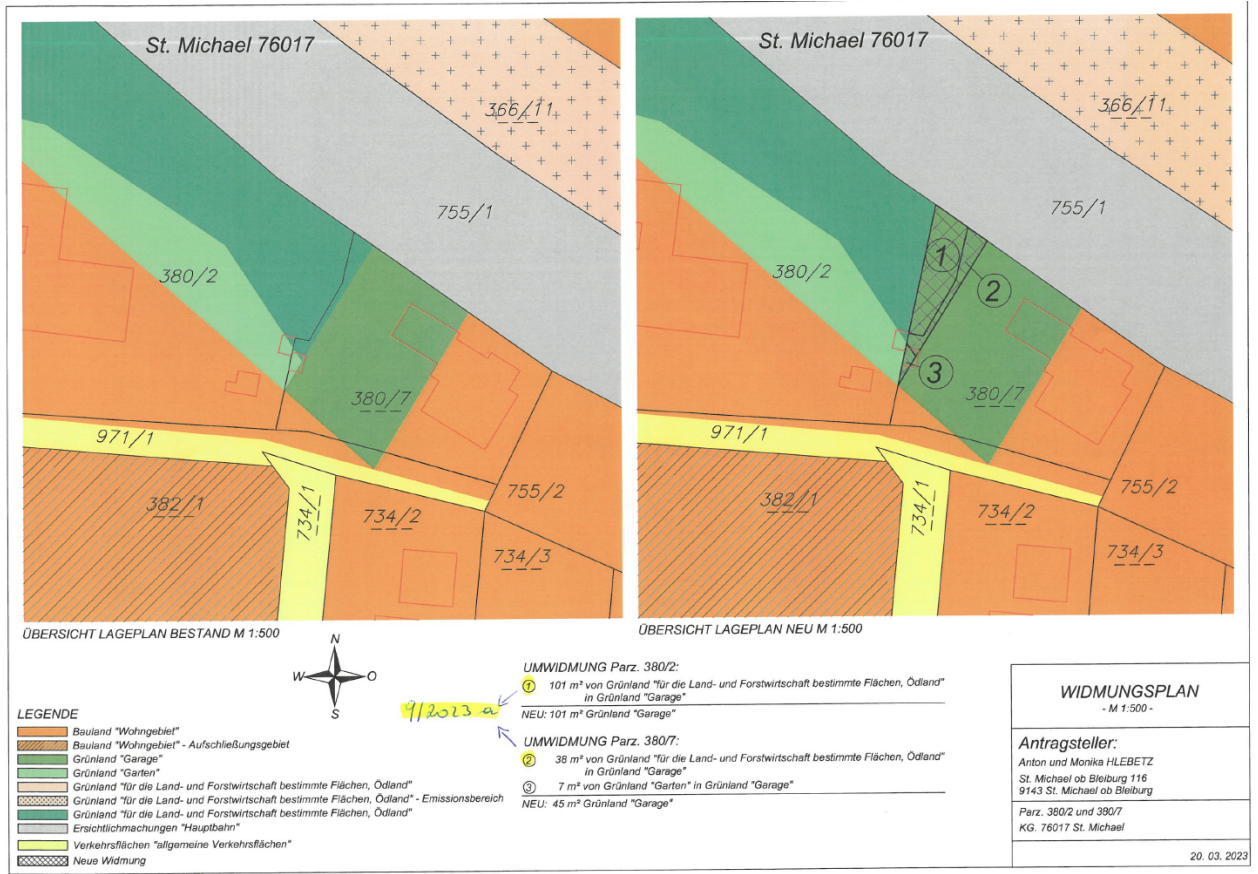 St. Michael 76017
366/11
755/1
380/2
380/7
971/1
382/1
734/1
734/2
755/2
734/3
ÜBERSICHT LAGEPLAN BESTAND M 1:500
St. Michael 76017
366/11
755/1
380/2
1
2
3
380/7
971/1
382/1
734/1
734/2
755/2
734/3
ÜBERSICHT LAGEPLAN NEU M 1:500
N
W O
S
LEGENDE
Bauland "Wohngebiet"
Bauland "Wohngebiet" - Aufschließungsgebiet
Grünland "Garage"
Grünland "Garten"
Grünland "für die Land- und Forstwirtschaft bestimmte Flächen, Ödland"
Grünland "für die Land- und Forstwirtschaft bestimmte Flächen, Ödland" - Emissionsbereich
Grünland "für die Land- und Forstwirtschaft bestimmte Flächen, Ödland"
Ersichtlichmachungen "Hauptbahn"
Verkehrsflächen "allgemeine Verkehrsflächen"
Neue Widmung
9/2023 a
UMWIDMUNG Parz. 380/2:
1 101 m² von Grünland "für die Land- und Forstwirtschaft bestimmte Flächen, Ödland"
in Grünland "Garage"
NEU: 101 m² Grünland "Garage"
UMWIDMUNG Parz. 380/7:
2 38 m² von Grünland "für die Land- und Forstwirtschaft bestimmte Flächen, Ödland"
in Grünland "Garage"
3 7 m² von Grünland "Garten" in Grünland "Garage"
NEU: 45 m² Grünland "Garage"
WIDMUNGSPLAN
- M 1:500 -
Antragsteller:
Anton und Monika HLEBETZ
St. Michael ob Bleiburg 116
9143 St. Michael ob Bleiburg
Parz. 380/2 und 380/7
KG. 76017 St. Michael
20. 03. 2023